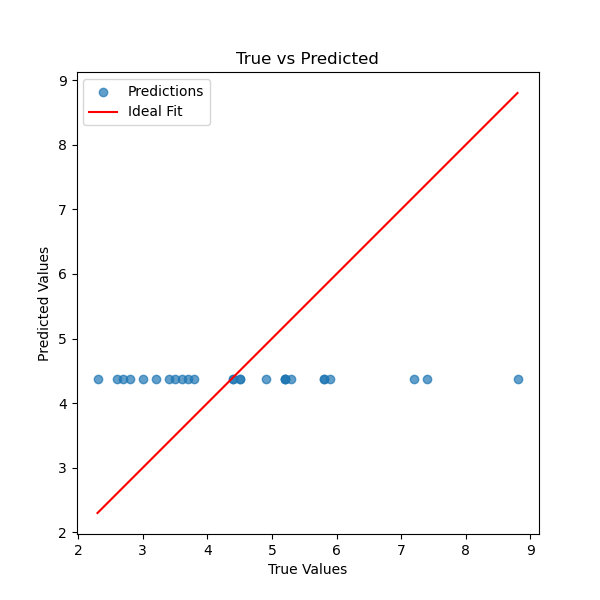 True vs Predicted
Predictions
Ideal Fit
9
8
7
6
5
4
3
2
Predicted Values
2 3 4 5 6 7 8 9
True Values